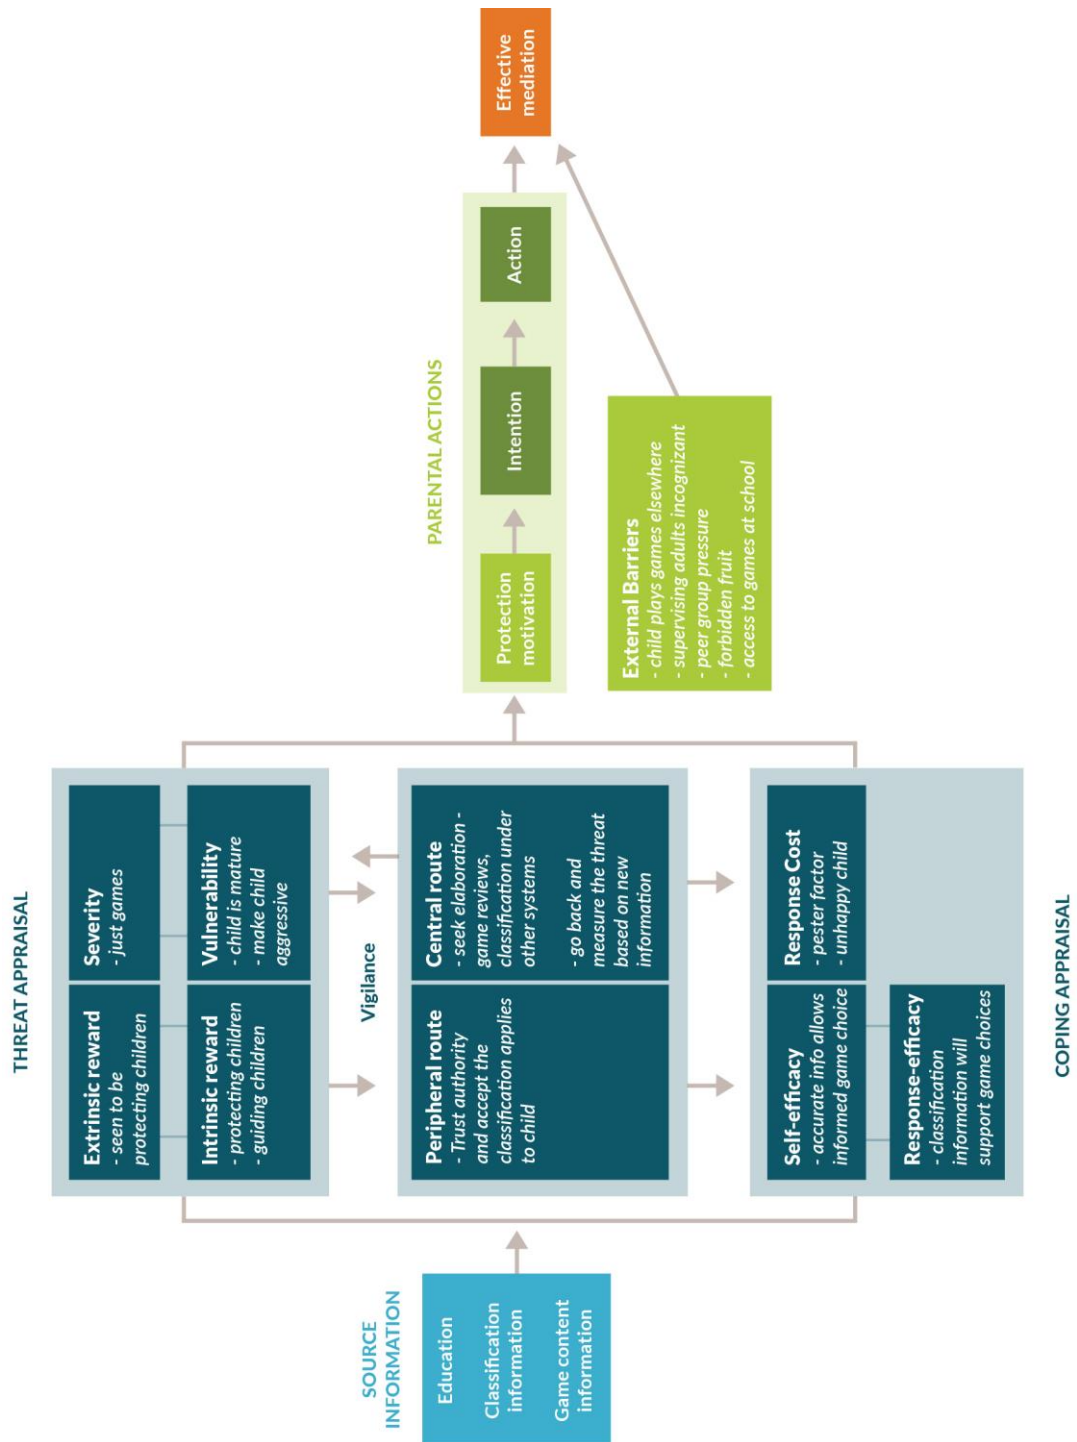 SOURCE
INFORMATION
Education
Classification
information
Game content
information
THREAT APPRAISAL
Extrinsic reward
- seen to be
protecting children
Severity
- just games
Intrinsic reward
- protecting children
- guiding children
Vulnerability
- child is mature
- make child
aggressive
Vigilance
Peripheral route
- Trust authority
and accept the
classification applies
to child
Central route
- seek elaboration -
game reviews,
classification under
other systems
- go back and
measure the threat
based on new
information
Self-efficacy
- accurate info allows
informed game choice
Response Cost
- pester factor
- unhappy child
Response-efficacy
- classification
information will
support game choices
COPING APPRAISAL
PARENTAL ACTIONS
Protection
motivation
Intention
Action
External Barriers
- child plays games elsewhere
- supervising adults incognizant
- peer group pressure
- forbidden fruit
- access to games at school
Effective
mediation